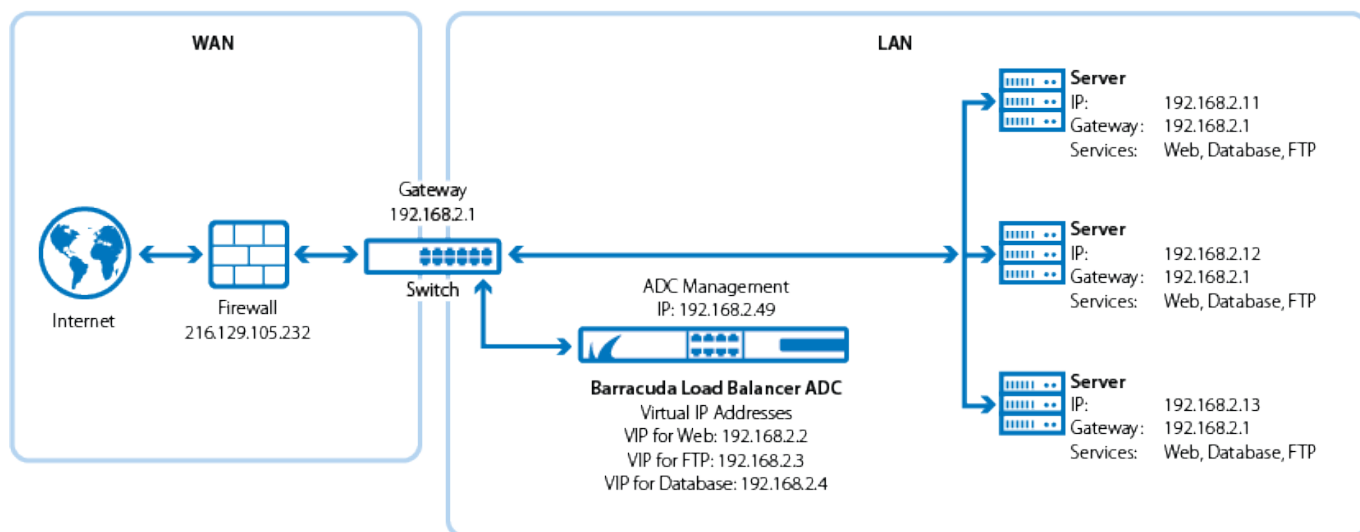 WAN
LAN
Internet
Firewall
216.129.105.232
Gateway
192.168.2.1
Switch
ADC Management
IP: 192.168.2.49
Barracuda Load Balancer ADC
Virtual IP Addresses
VIP for Web: 192.168.2.2
VIP for FTP: 192.168.2.3
VIP for Database: 192.168.2.4
Server
IP: 192.168.2.11
Gateway: 192.168.2.1
Services: Web, Database, FTP
Server
IP: 192.168.2.12
Gateway: 192.168.2.1
Services: Web, Database, FTP
Server
IP: 192.168.2.13
Gateway: 192.168.2.1
Services: Web, Database, FTP